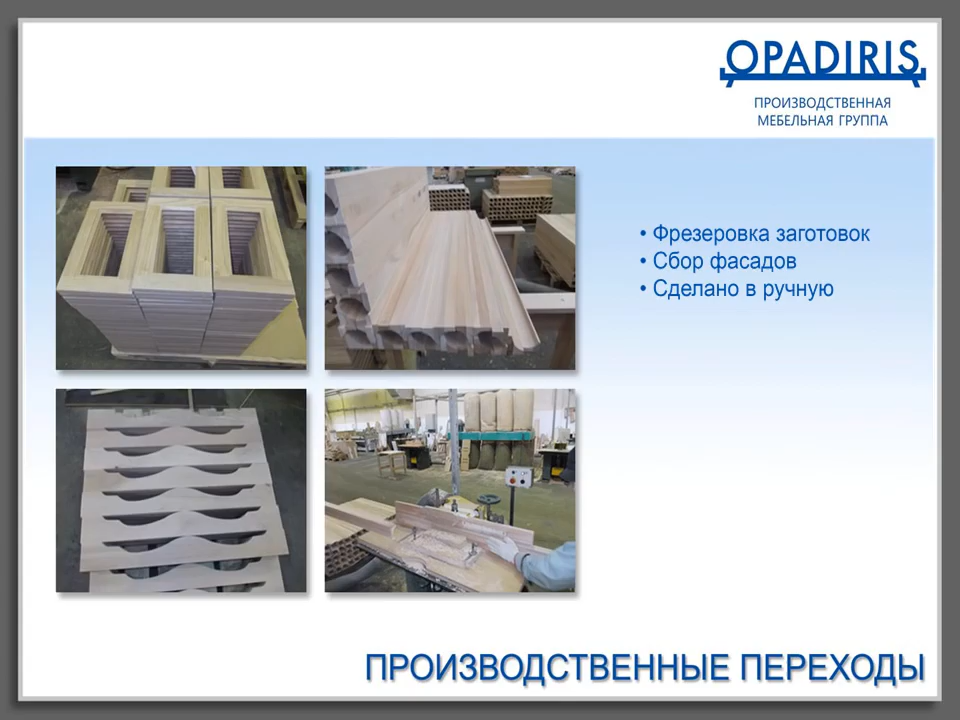 OPADIRIS
ПРОИЗВОДСТВЕННАЯ
МЕБЕЛЬНАЯ ГРУППА
• Фрезеровка заготовок
• Сбор фасадов
• Сделано в ручную
ПРОИЗВОДСТВЕННЫЕ ПЕРЕХОДЫ